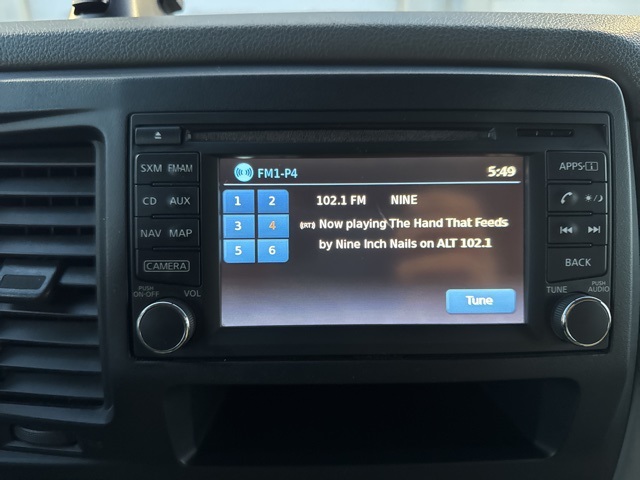 FM1-P4 5:49
SXM FM·AM
APPS·i
1 2
102.1 FM NINE
CD AUX
3 4
RT Now playing The Hand That Feeds
by Nine Inch Nails on ALT 102.1
NAV MAP
5 6
CAMERA
BACK
PUSH
ON·OFF
VOL
Tune
TUNE
PUSH
AUDIO